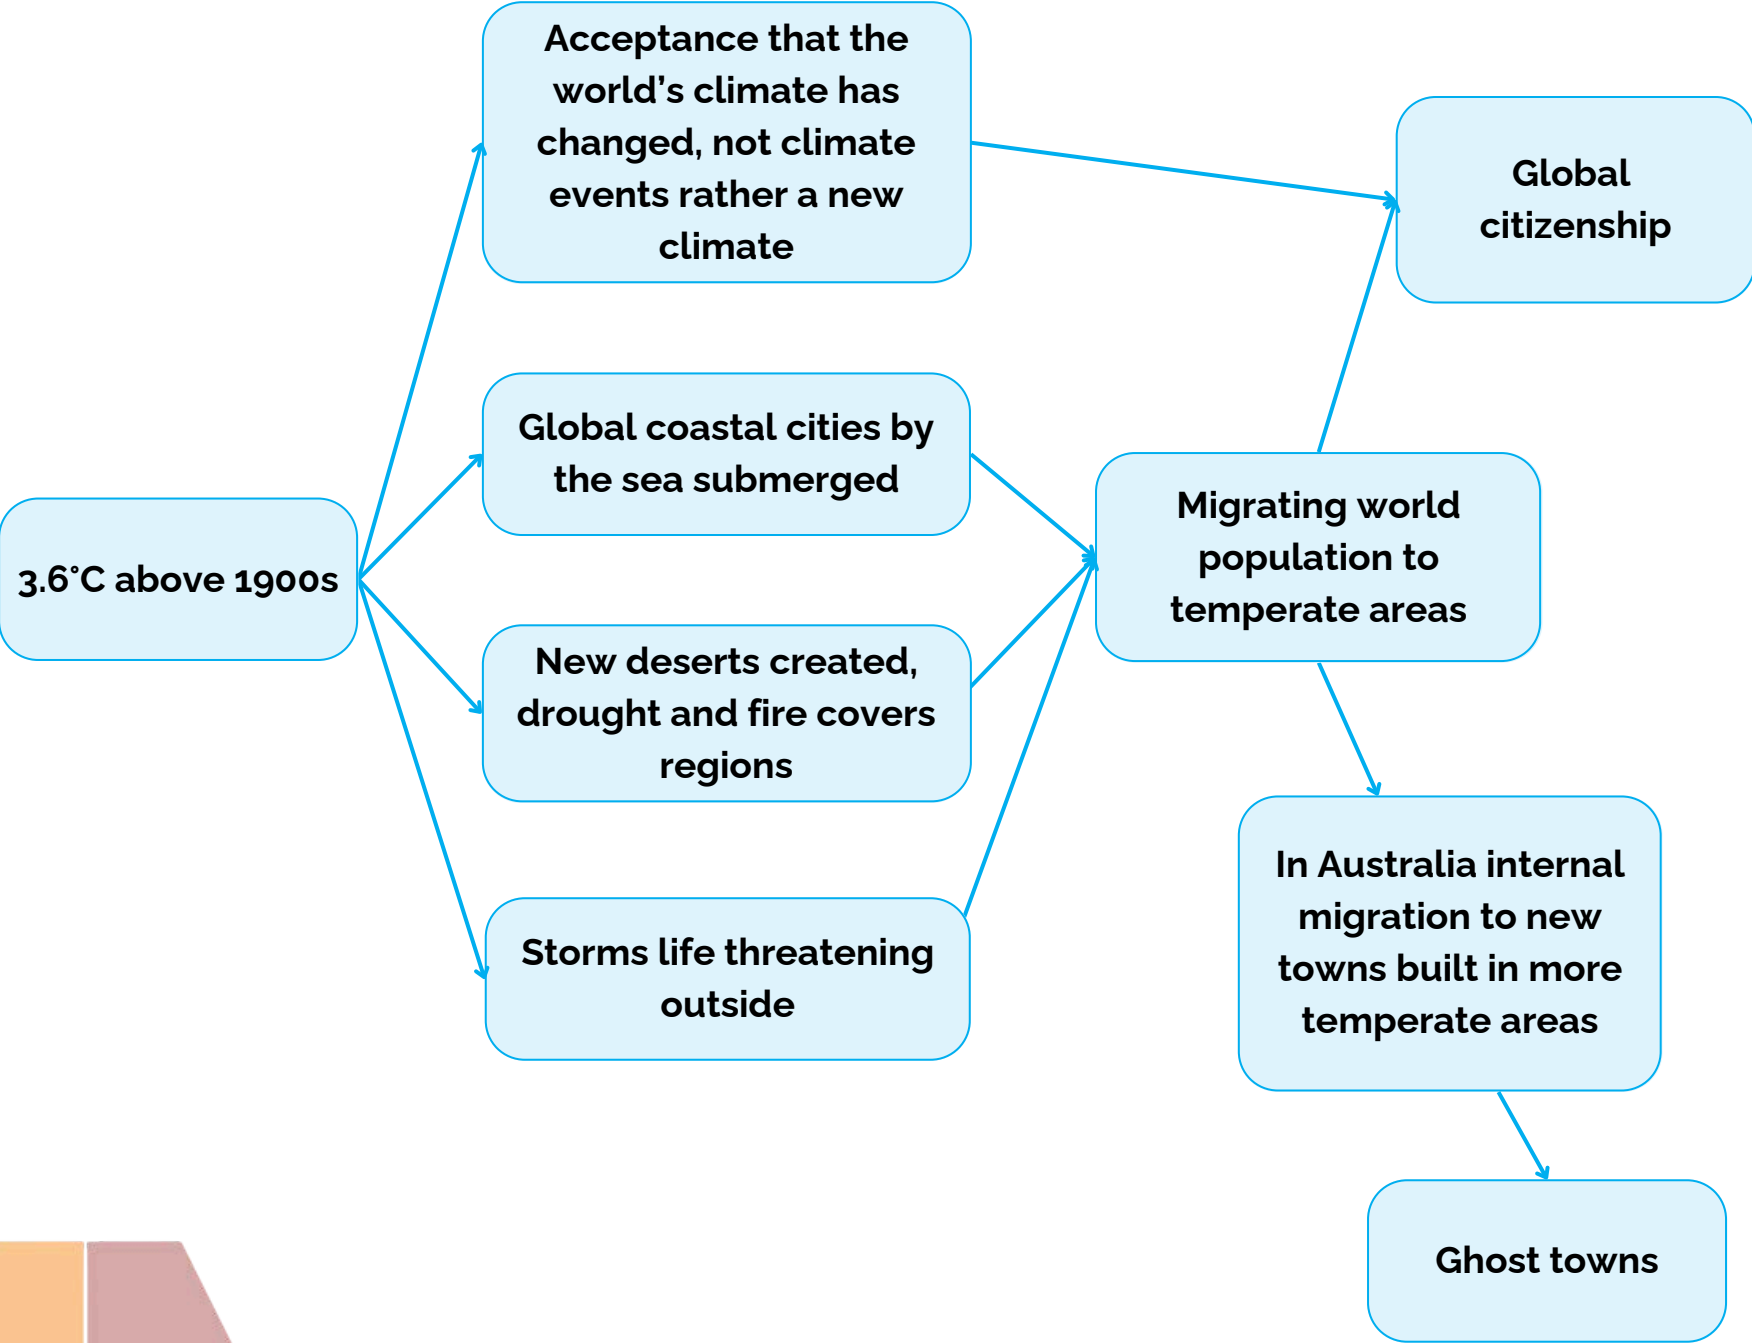 Acceptance that the
world’s climate has
changed, not climate
events rather a new
climate
Global
citizenship
Global coastal cities by
the sea submerged
Migrating world
population to
temperate areas
3.6°C above 1900s
New deserts created,
drought and fire covers
regions
In Australia internal
migration to new
towns built in more
temperate areas
Storms life threatening
outside
Ghost towns